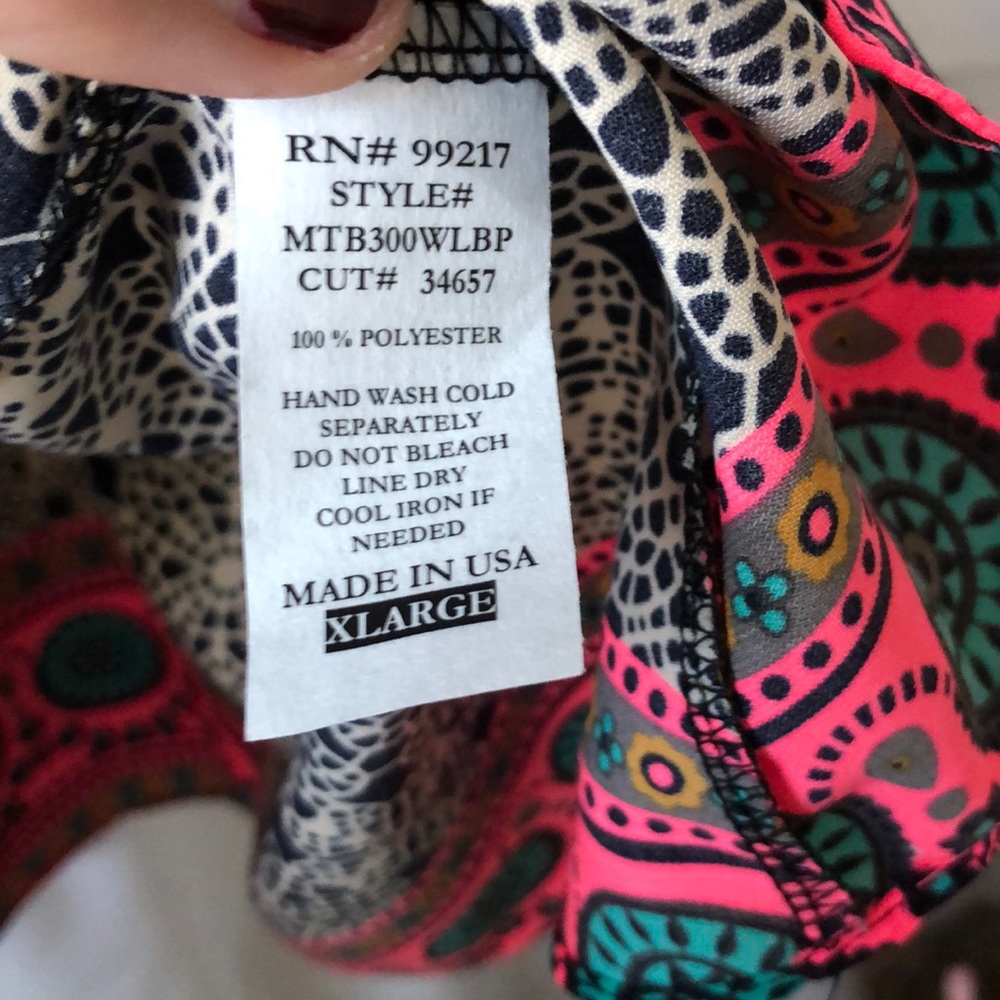 RN# 99217
STYLE#
MTB300WLBP
CUT# 34657
100 % POLYESTER
HAND WASH COLD
SEPARATELY
DO NOT BLEACH
LINE DRY
COOL IRON IF
NEEDED
MADE IN USA
XLARGE